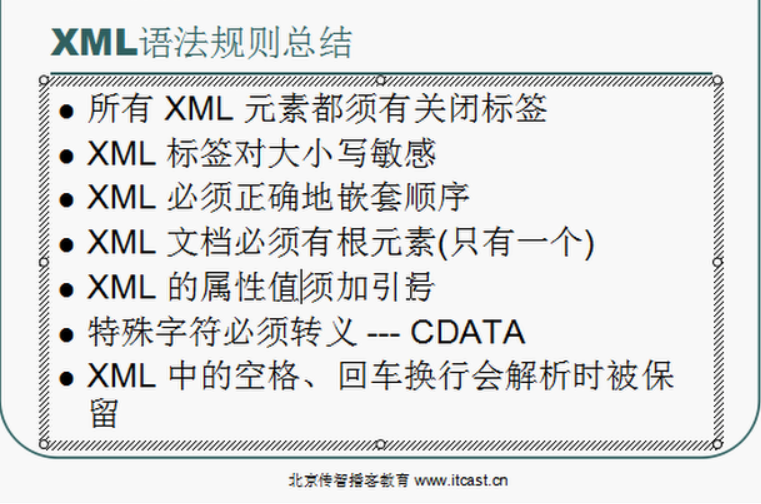 XML语法规则总结
● 所有 XML 元素都须有关闭标签
● XML 标签对大小写敏感
● XML 必须正确地嵌套顺序
● XML 文档必须有根元素(只有一个)
● XML 的属性值须加引号
● 特殊字符必须转义 --- CDATA
● XML 中的空格、回车换行会解析时被保
留
北京传智播客教育 www.itcast.cn